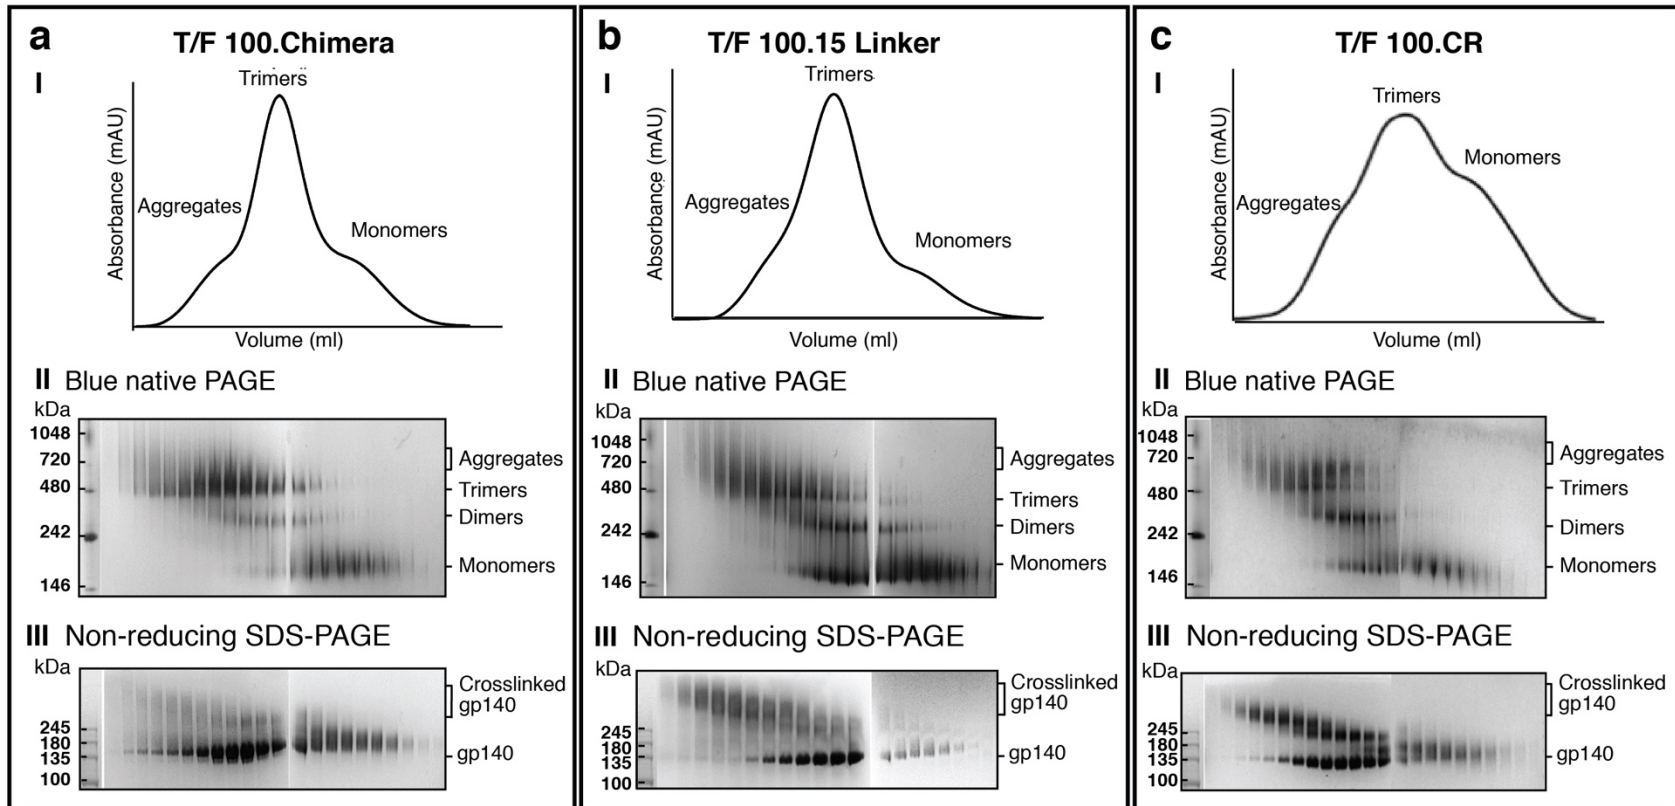 a T/F 100.Chimera
I
Trimers
Aggregates
Monomers
Absorbance (mAU)
Volume (ml)
II Blue native PAGE
kDa
1048
720
480
242
146
Aggregates
Trimers
Dimers
Monomers
III Non-reducing SDS-PAGE
kDa
245
180
135
100
Crosslinked
gp140
gp140
b T/F 100.15 Linker
I
Trimers
Aggregates
Monomers
Absorbance (mAU)
Volume (ml)
II Blue native PAGE
kDa
1048
720
480
242
146
Aggregates
Trimers
Dimers
Monomers
III Non-reducing SDS-PAGE
kDa
245
180
135
100
Crosslinked
gp140
gp140
c T/F 100.CR
I
Trimers
Monomers
Aggregates
Absorbance (mAU)
Volume (ml)
II Blue native PAGE
kDa
1048
720
480
242
146
Aggregates
Trimers
Dimers
Monomers
III Non-reducing SDS-PAGE
kDa
245
180
135
100
Crosslinked
gp140
gp140